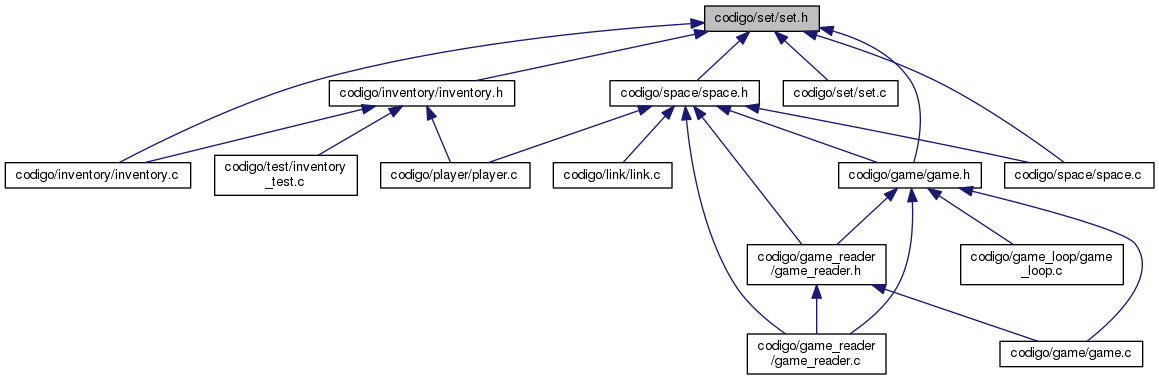 codigo/set/set.h
codigo/inventory/inventory.h
codigo/space/space.h
codigo/set/set.c
codigo/inventory/inventory.c
codigo/test/inventory
_test.c
codigo/player/player.c
codigo/link/link.c
codigo/game/game.h
codigo/space/space.c
codigo/game_reader
/game_reader.h
codigo/game_loop/game
_loop.c
codigo/game_reader
/game_reader.c
codigo/game/game.c